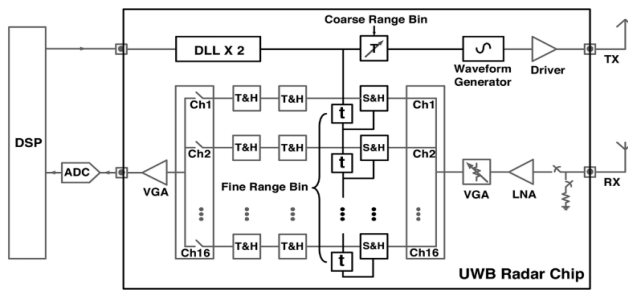 Coarse Range Bin
DLL X 2
T
Waveform
Generator
Driver
TX
DSP
Ch1
T&H
T&H
S&H
Ch1
t
Ch2
T&H
T&H
S&H
Ch2
t
ADC
VGA
Fine Range Bin
VGA
LNA
RX
Ch16
T&H
T&H
S&H
Ch16
t
UWB Radar Chip